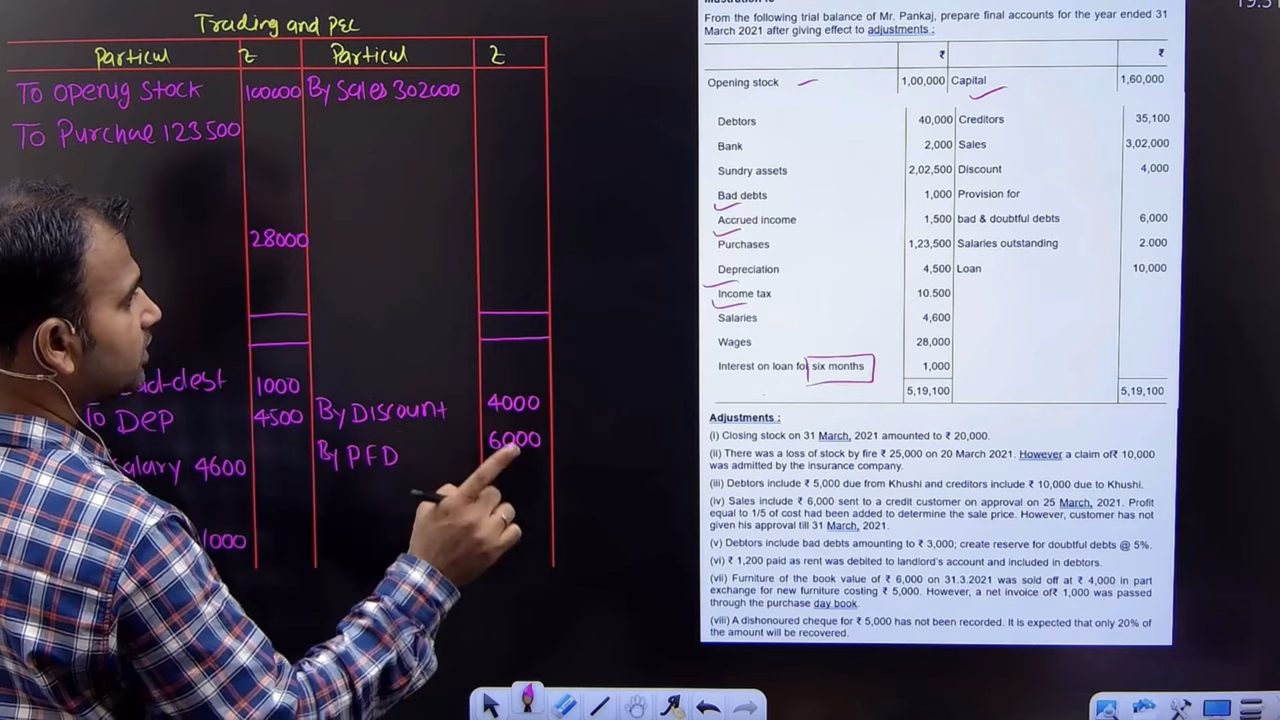 Trading and P&L
Particul ₹ Particul ₹
To openig stock 100000 By Sales 302000
To Purchae 123500
28000
1000
To Dep 4500 By Discount 4000
By PFD 6000
Salary 4600
1000
From the following trial balance of Mr. Pankaj, prepare final accounts for the year ended 31
March 2021 after giving effect to adjustments :
₹ ₹
Opening stock 1,00,000 Capital 1,60,000
Debtors 40,000 Creditors 35,100
Bank 2,000 Sales 3,02,000
Sundry assets 2,02,500 Discount 4,000
Bad debts 1,000 Provision for
Accrued income 1,500 bad & doubtful debts 6,000
Purchases 1,23,500 Salaries outstanding 2.000
Depreciation 4,500 Loan 10,000
Income tax 10.500
Salaries 4,600
Wages 28,000
Interest on loan fo six months 1,000
5,19,100 5,19,100
Adjustments :
(i) Closing stock on 31 March, 2021 amounted to ₹ 20,000.
(ii) There was a loss of stock by fire ₹ 25,000 on 20 March 2021. However a claim of₹ 10,000
was admitted by the insurance company.
(iii) Debtors include ₹ 5,000 due from Khushi and creditors include ₹ 10,000 due to Khushi.
(iv) Sales include ₹ 6,000 sent to a credit customer on approval on 25 March, 2021. Profit
equal to 1/5 of cost had been added to determine the sale price. However, customer has not
given his approval till 31 March, 2021.
(v) Debtors include bad debts amounting to ₹ 3,000; create reserve for doubtful debts @ 5%.
(vi) ₹ 1,200 paid as rent was debited to landlord's account and included in debtors.
(vii) Furniture of the book value of ₹ 6,000 on 31.3.2021 was sold off at ₹ 4,000 in part
exchange for new furniture costing ₹ 5,000. However, a net invoice of₹ 1,000 was passed
through the purchase day book.
(viii) A dishonoured cheque for ₹ 5,000 has not been recorded. It is expected that only 20% of
the amount will be recovered.